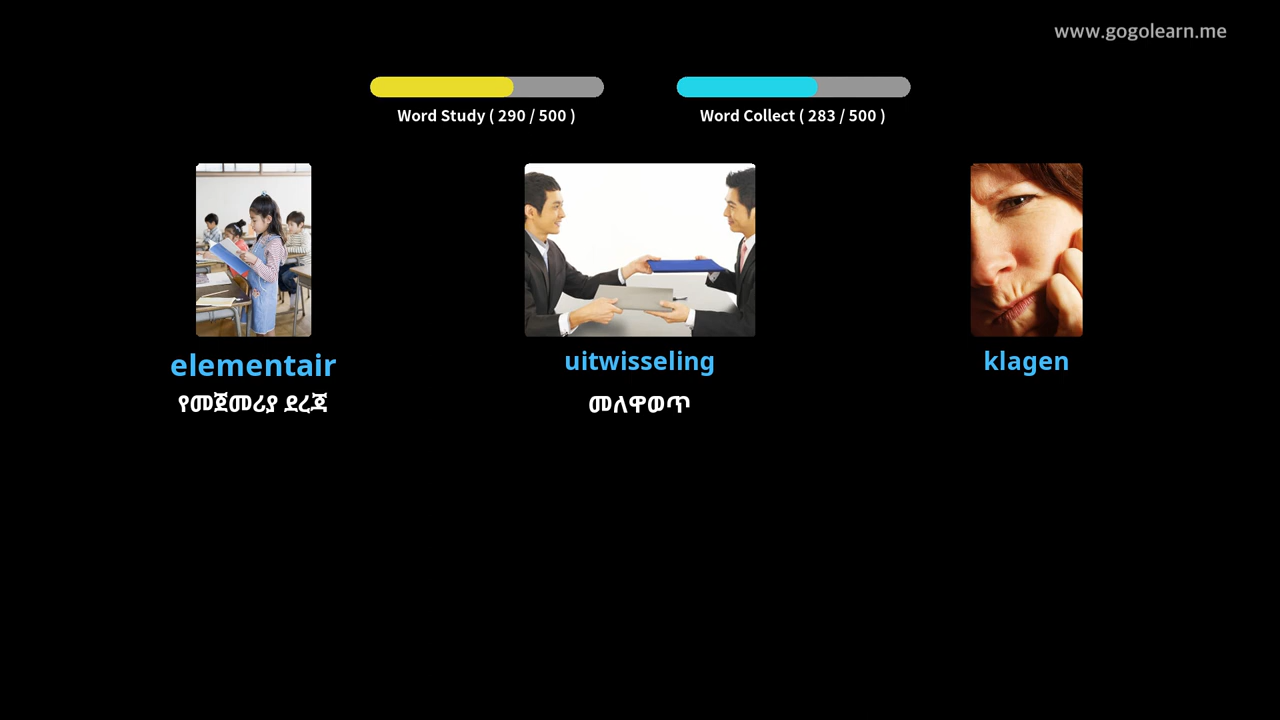 www.gogolearn.me
Word Study ( 290 / 500 )
Word Collect ( 283 / 500 )
elementair
uitwisseling
klagen
የመጀመሪያ ደረጃ
መለዋወጥ